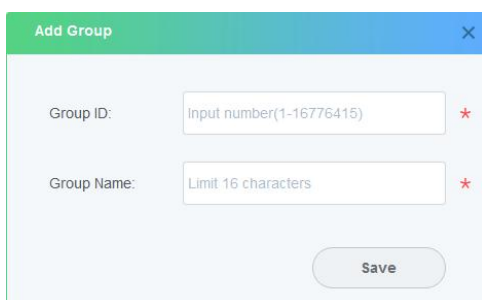 Add Group
Group ID: Input number(1-16776415) *
Group Name: Limit 16 characters *
Save